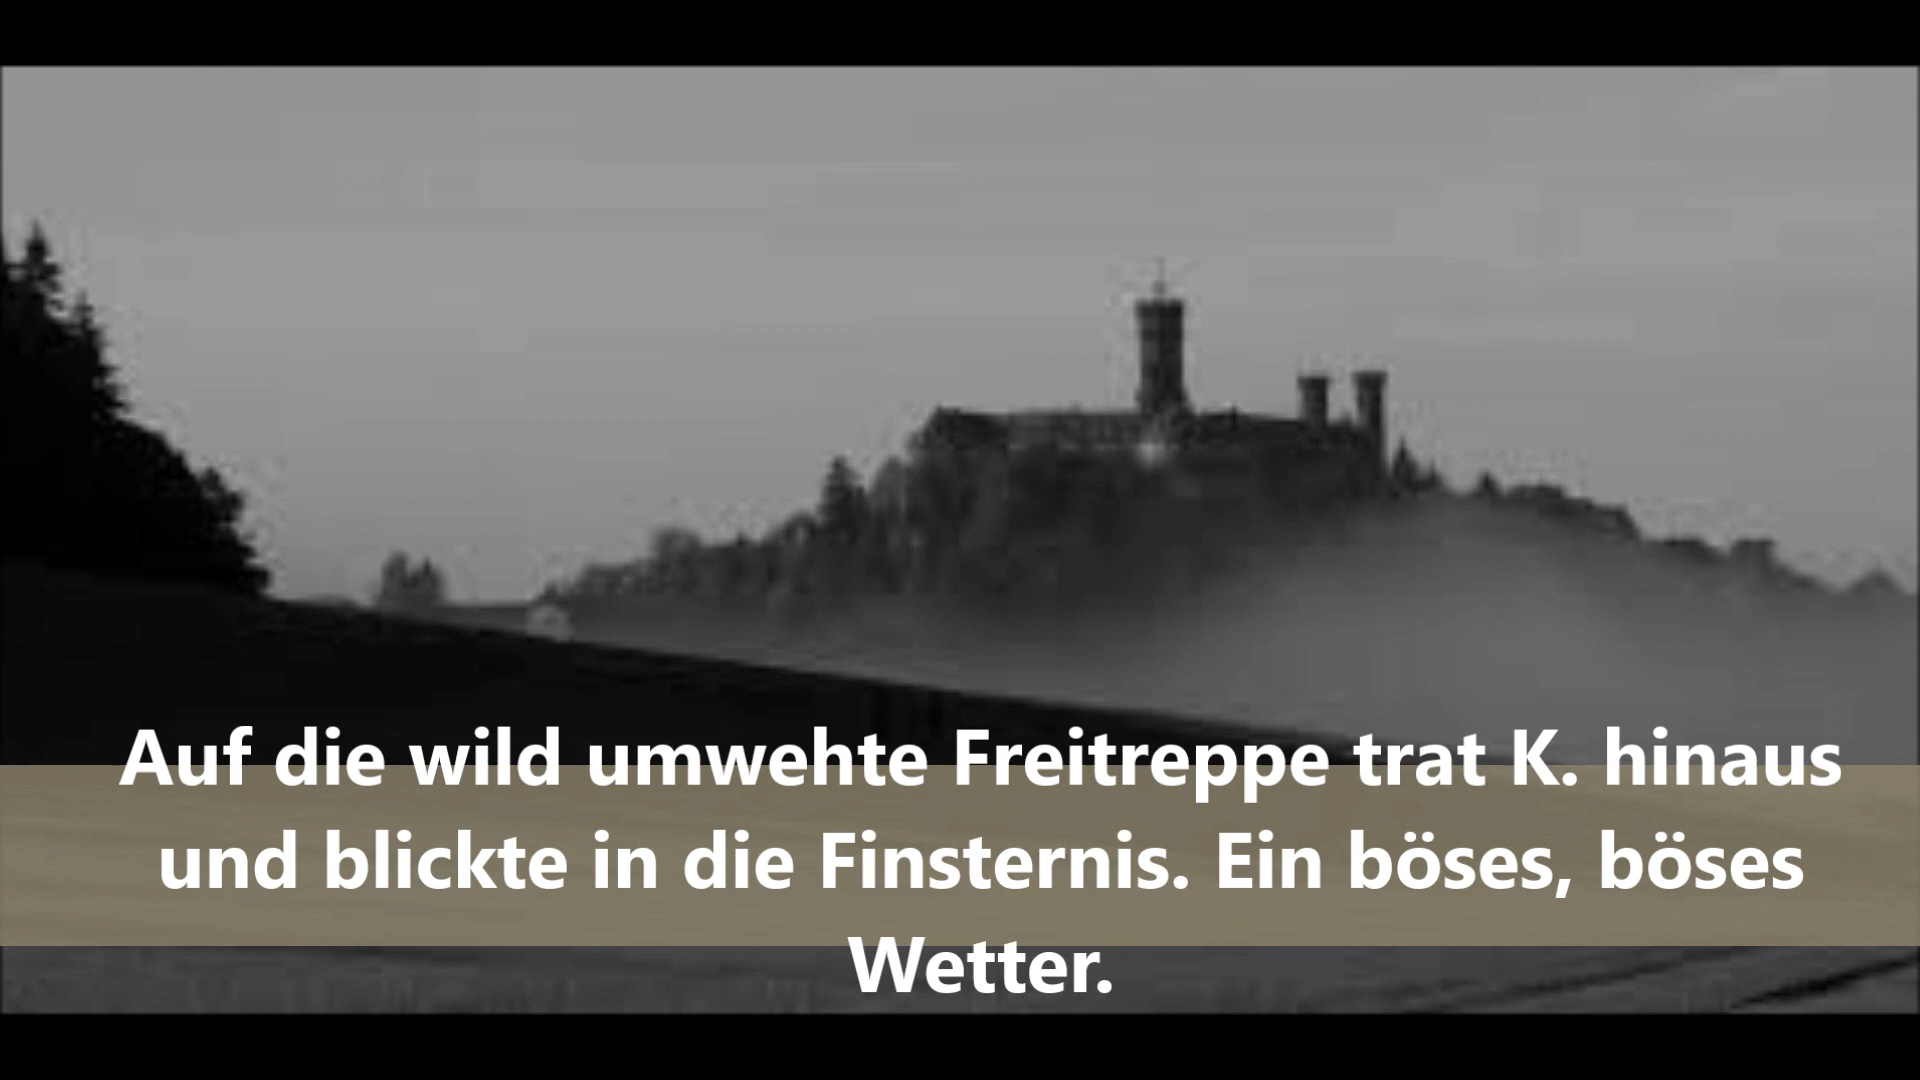 Auf die wild umwehte Freitreppe trat K. hinaus
und blickte in die Finsternis. Ein böses, böses
Wetter.